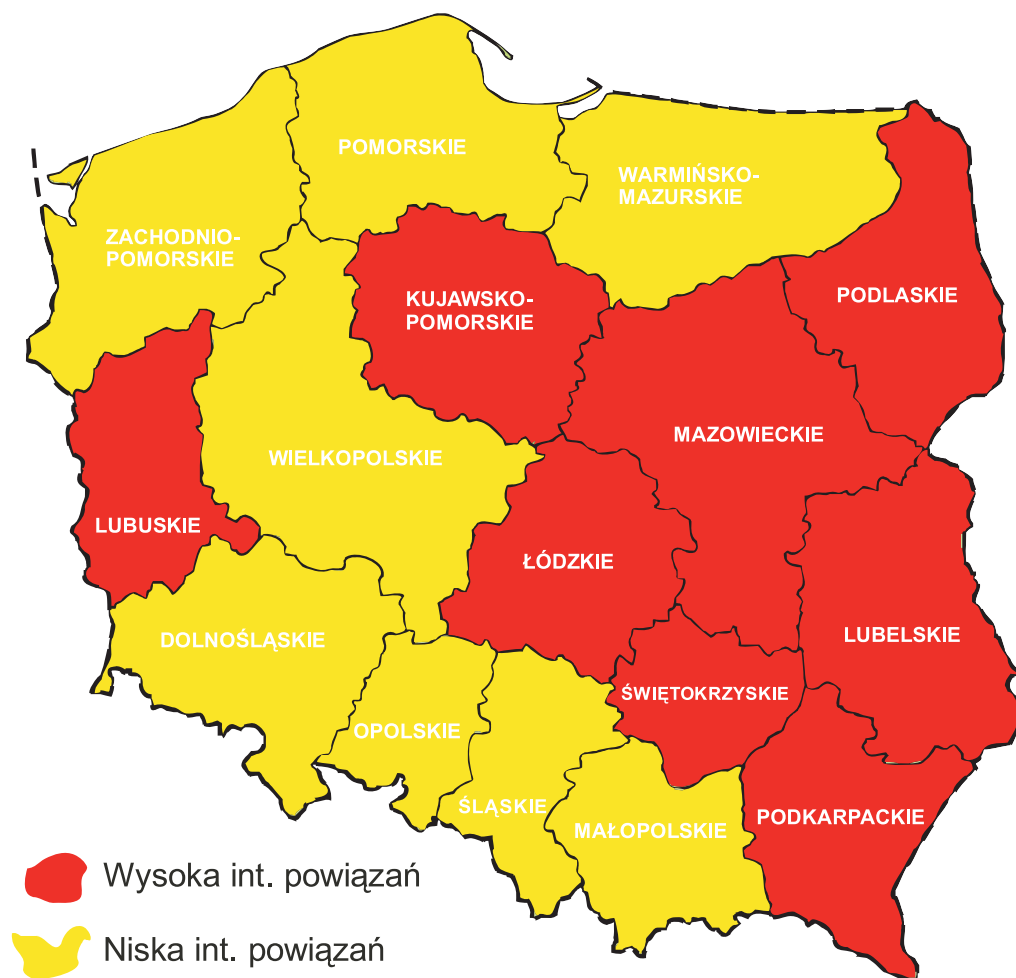 POMORSKIE
WARMIŃSKO-
MAZURSKIE
ZACHODNIO-
POMORSKIE
KUJAWSKO-
POMORSKIE
PODLASKIE
MAZOWIECKIE
WIELKOPOLSKIE
LUBUSKIE
ŁÓDZKIE
DOLNOŚLĄSKIE
LUBELSKIE
ŚWIĘTOKRZYSKIE
OPOLSKIE
ŚLĄSKIE
MAŁOPOLSKIE
PODKARPACKIE
Wysoka int. powiązań
Niska int. powiązań